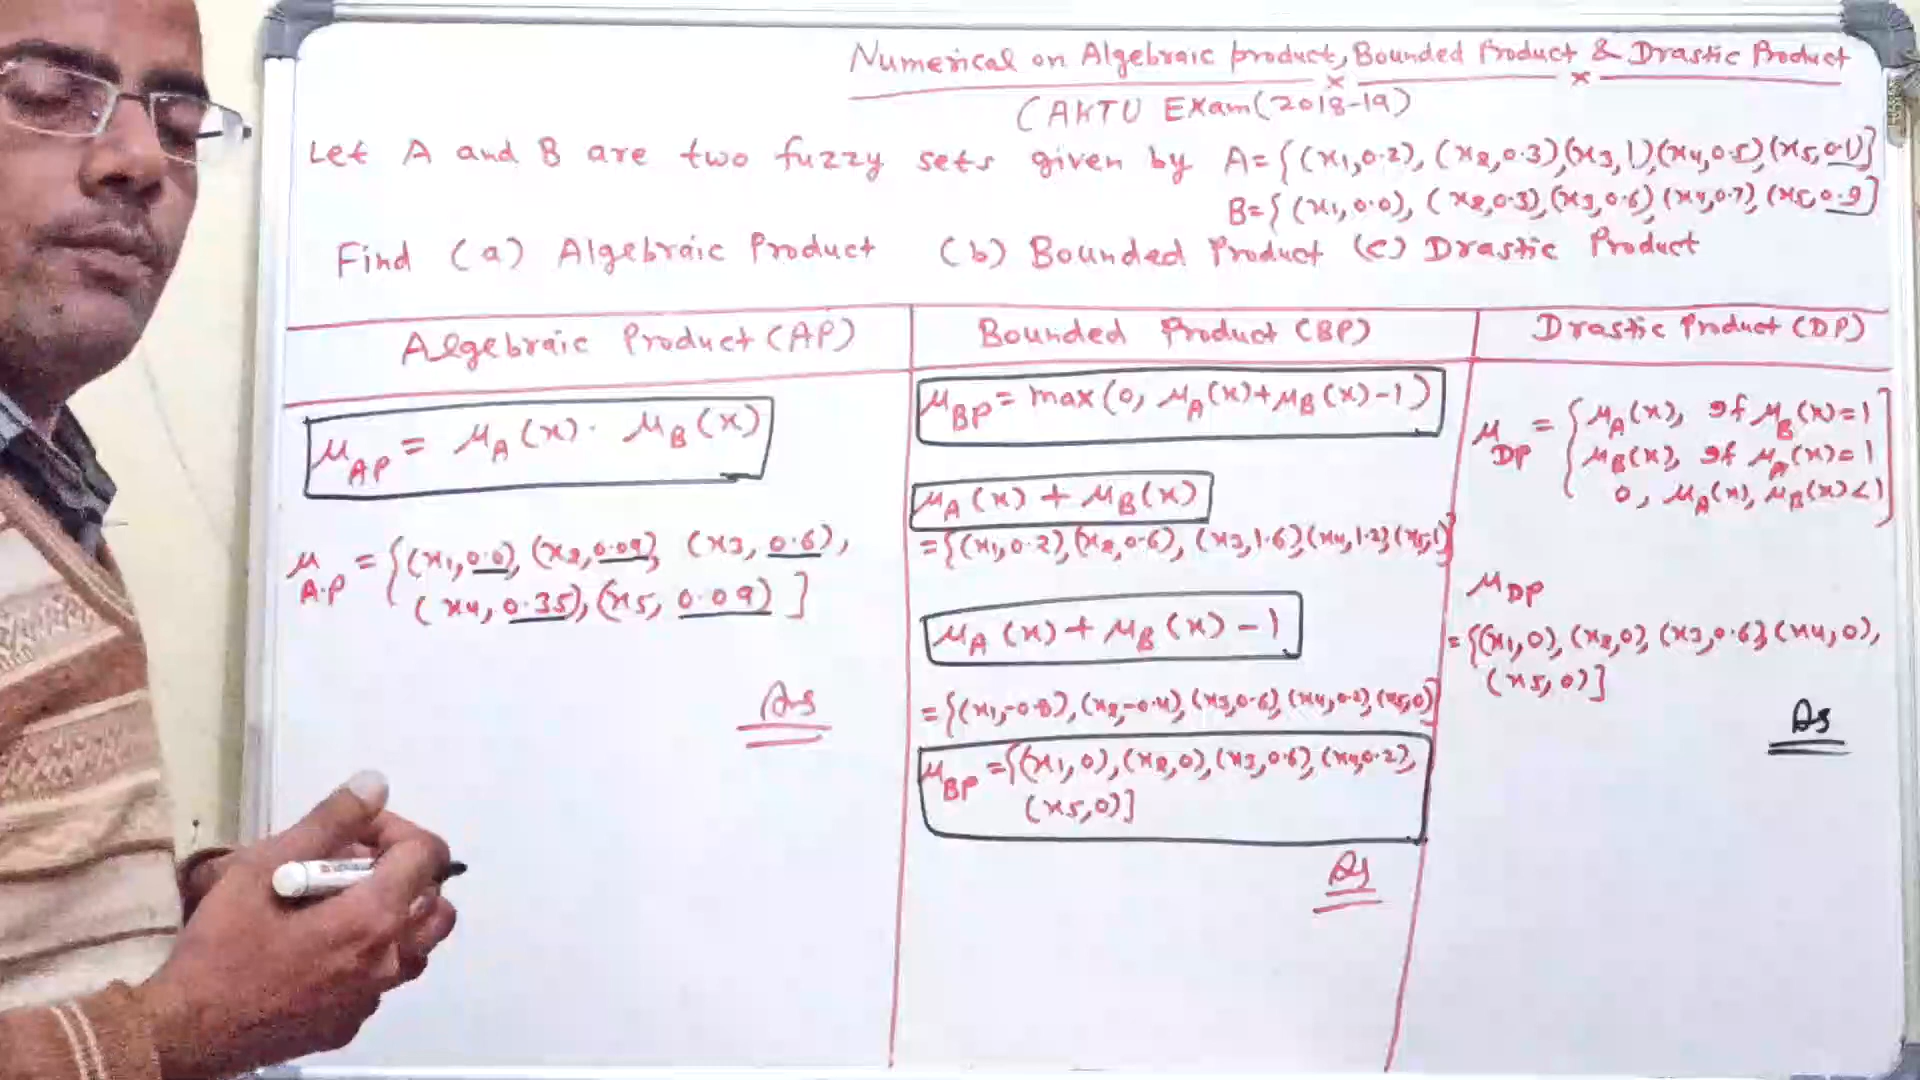 Numerical on Algebraic product, Bounded Product & Drastic Product
(AKTU Exam(2018-19)
Let A and B are two fuzzy sets given by A={(x1,0.2), (x2,0.3),(x3,1),(x4,0.5),(x5,0.1)}
B={(x1,0.0), (x2,0.3),(x3,0.6),(x4,0.7),(x5,0.9}
Find (a) Algebraic Product (b) Bounded Product (c) Drastic Product
Algebraic Product (AP)
μAP = μA(x) · μB(x)
μA.P = {(x1,0.0), (x2,0.09), (x3, 0.6),
(x4,0.35),(x5, 0.09)}
Ans
Bounded Product (BP)
μBP = max(0, μA(x)+μB(x)-1)
μA(x) + μB(x)
={(x1,0.2),(x2,0.6), (x3,1.6),(x4,1.2),(x5,1)}
μA(x) + μB(x) - 1
={(x1,-0.8),(x2,-0.4),(x3,0.6),(x4,0.2),(x5,0)}
μBP={(x1,0),(x2,0),(x3,0.6),(x4,0.2),
(x5,0)}
As
Drastic Product (DP)
μDP = { μA(x), If μB(x)=1
μB(x), If μA(x)=1
0, μA(x), μB(x)<1 }
μDP
={(x1,0),(x2,0),(x3,0.6),(x4,0),
(x5,0)}
As